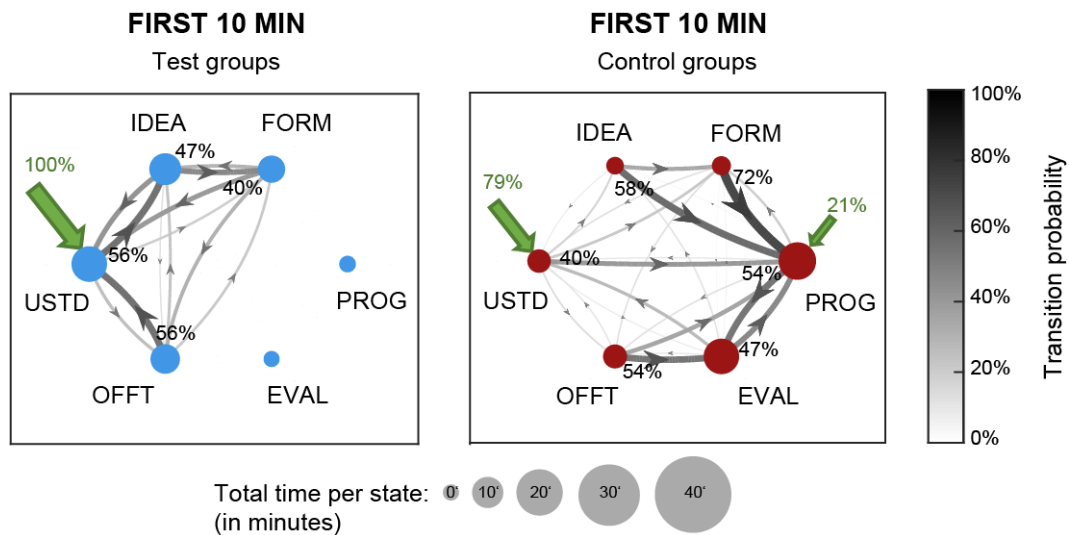 FIRST 10 MIN
Test groups
IDEA
FORM
100%
47%
40%
56%
USTD
PROG
56%
OFFT
EVAL
FIRST 10 MIN
Control groups
IDEA
FORM
79%
58%
72%
21%
40%
54%
USTD
PROG
47%
54%
OFFT
EVAL
100%
80%
60%
40%
20%
0%
Transition probability
Total time per state:
(in minutes)
0‘
10‘
20‘
30‘
40‘